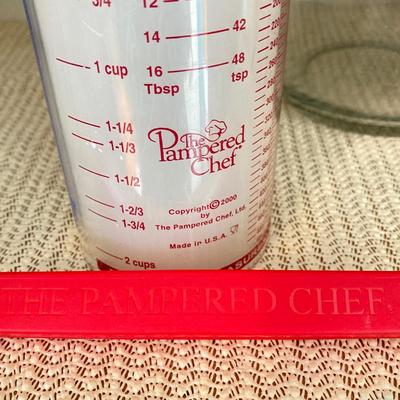 3/4
12
42
14
1 cup
16
48
Tbsp
tsp
1-1/4
1-1/3
The
Pampered
Chef
1-1/2
1-2/3
1-3/4
Copyright©2000
by
The Pampered Chef, Ltd.
Made in U.S.A.
2 cups
THE PAMPERED CHEF